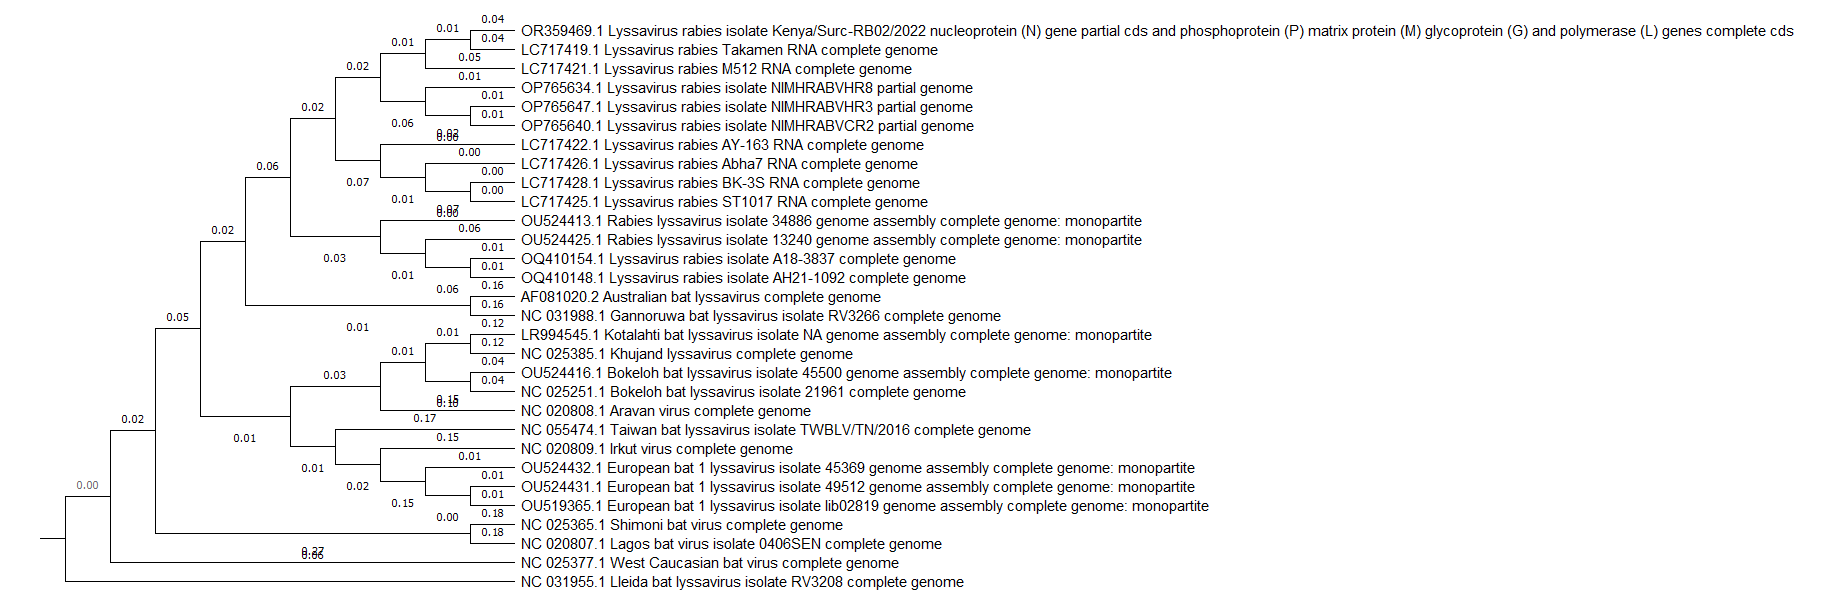 0.04
0.01
OR359469.1 Lyssavirus rabies isolate Kenya/Surc-RB02/2022 nucleoprotein (N) gene partial cds and phosphoprotein (P) matrix protein (M) glycoprotein (G) and polymerase (L) genes complete cds
0.04
0.01
LC717419.1 Lyssavirus rabies Takamen RNA complete genome
0.05
0.02
LC717421.1 Lyssavirus rabies M512 RNA complete genome
0.01
OP765634.1 Lyssavirus rabies isolate NIMHRABVHR8 partial genome
0.01
0.02
OP765647.1 Lyssavirus rabies isolate NIMHRABVHR3 partial genome
0.01
0.06
OP765640.1 Lyssavirus rabies isolate NIMHRABVCR2 partial genome
LC717422.1 Lyssavirus rabies AY-163 RNA complete genome
0.00
0.06
LC717426.1 Lyssavirus rabies Abha7 RNA complete genome
0.00
0.07
LC717428.1 Lyssavirus rabies BK-3S RNA complete genome
0.00
0.01
LC717425.1 Lyssavirus rabies ST1017 RNA complete genome
OU524413.1 Rabies lyssavirus isolate 34886 genome assembly complete genome: monopartite
0.02
0.06
OU524425.1 Rabies lyssavirus isolate 13240 genome assembly complete genome: monopartite
0.01
0.03
OQ410154.1 Lyssavirus rabies isolate A18-3837 complete genome
0.01
0.01
OQ410148.1 Lyssavirus rabies isolate AH21-1092 complete genome
0.16
0.06
AF081020.2 Australian bat lyssavirus complete genome
0.16
0.05
NC 031988.1 Gannoruwa bat lyssavirus isolate RV3266 complete genome
0.12
0.01
0.01
LR994545.1 Kotalahti bat lyssavirus isolate NA genome assembly complete genome: monopartite
0.12
0.01
NC 025385.1 Khujand lyssavirus complete genome
0.04
0.03
OU524416.1 Bokeloh bat lyssavirus isolate 45500 genome assembly complete genome: monopartite
0.04
NC 025251.1 Bokeloh bat lyssavirus isolate 21961 complete genome
NC 020808.1 Aravan virus complete genome
0.02
0.17
NC 055474.1 Taiwan bat lyssavirus isolate TWBLV/TN/2016 complete genome
0.01
0.15
NC 020809.1 Irkut virus complete genome
0.01
0.01
OU524432.1 European bat 1 lyssavirus isolate 45369 genome assembly complete genome: monopartite
0.01
0.00
0.02
OU524431.1 European bat 1 lyssavirus isolate 49512 genome assembly complete genome: monopartite
0.01
0.15
OU519365.1 European bat 1 lyssavirus isolate lib02819 genome assembly complete genome: monopartite
0.18
0.00
NC 025365.1 Shimoni bat virus complete genome
0.18
NC 020807.1 Lagos bat virus isolate 0406SEN complete genome
NC 025377.1 West Caucasian bat virus complete genome
NC 031955.1 Lleida bat lyssavirus isolate RV3208 complete genome